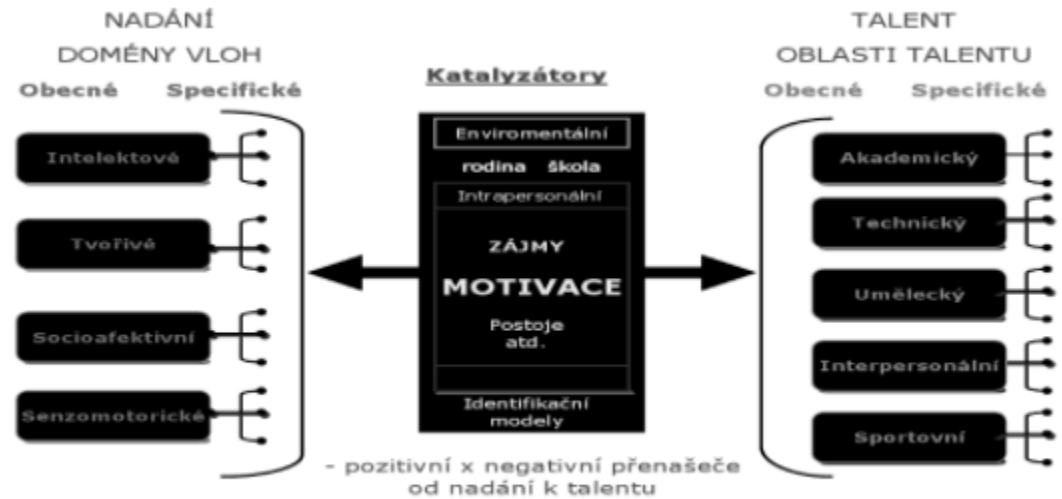 NADÁNÍ
DOMÉNY VLOH
Obecné Specifické
Intelektové
Tvořivé
Socioafektivní
Senzomotorické
Katalyzátory
Enviromentální
rodina škola
Intrapersonální
ZÁJMY
MOTIVACE
Postoje
atd.
Identifikační
modely
- pozitivní x negativní přenašeče
od nadání k talentu
TALENT
OBLASTI TALENTU
Obecné Specifické
Akademický
Technický
Umělecký
Interpersonální
Sportovní